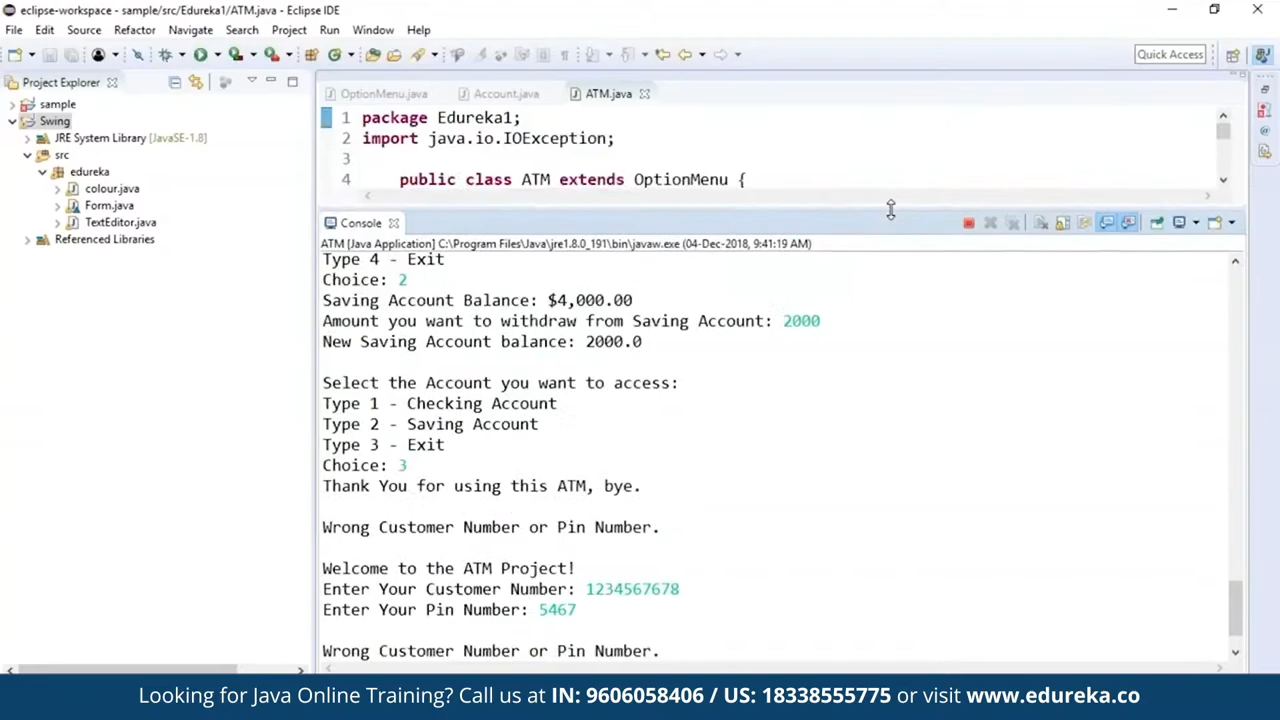 eclipse-workspace - sample/src/Edureka1/ATM.java - Eclipse IDE
File Edit Source Refactor Navigate Search Project Run Window Help
Quick Access
Project Explorer
sample
Swing
JRE System Library [JavaSE-1.8]
src
edureka
colour.java
Form.java
TextEditor.java
Referenced Libraries
OptionMenu.java Account.java ATM.java
1 package Edureka1;
2 import java.io.IOException;
3
4 public class ATM extends OptionMenu {
Console
ATM [Java Application] C:\Program Files\Java\jre1.8.0_191\bin\javaw.exe (04-Dec-2018, 9:41:19 AM)
Type 4 - Exit
Choice: 2
Saving Account Balance: $4,000.00
Amount you want to withdraw from Saving Account: 2000
New Saving Account balance: 2000.0
Select the Account you want to access:
Type 1 - Checking Account
Type 2 - Saving Account
Type 3 - Exit
Choice: 3
Thank You for using this ATM, bye.
Wrong Customer Number or Pin Number.
Welcome to the ATM Project!
Enter Your Customer Number: 1234567678
Enter Your Pin Number: 5467
Wrong Customer Number or Pin Number.
Looking for Java Online Training? Call us at IN: 9606058406 / US: 18338555775 or visit www.edureka.co